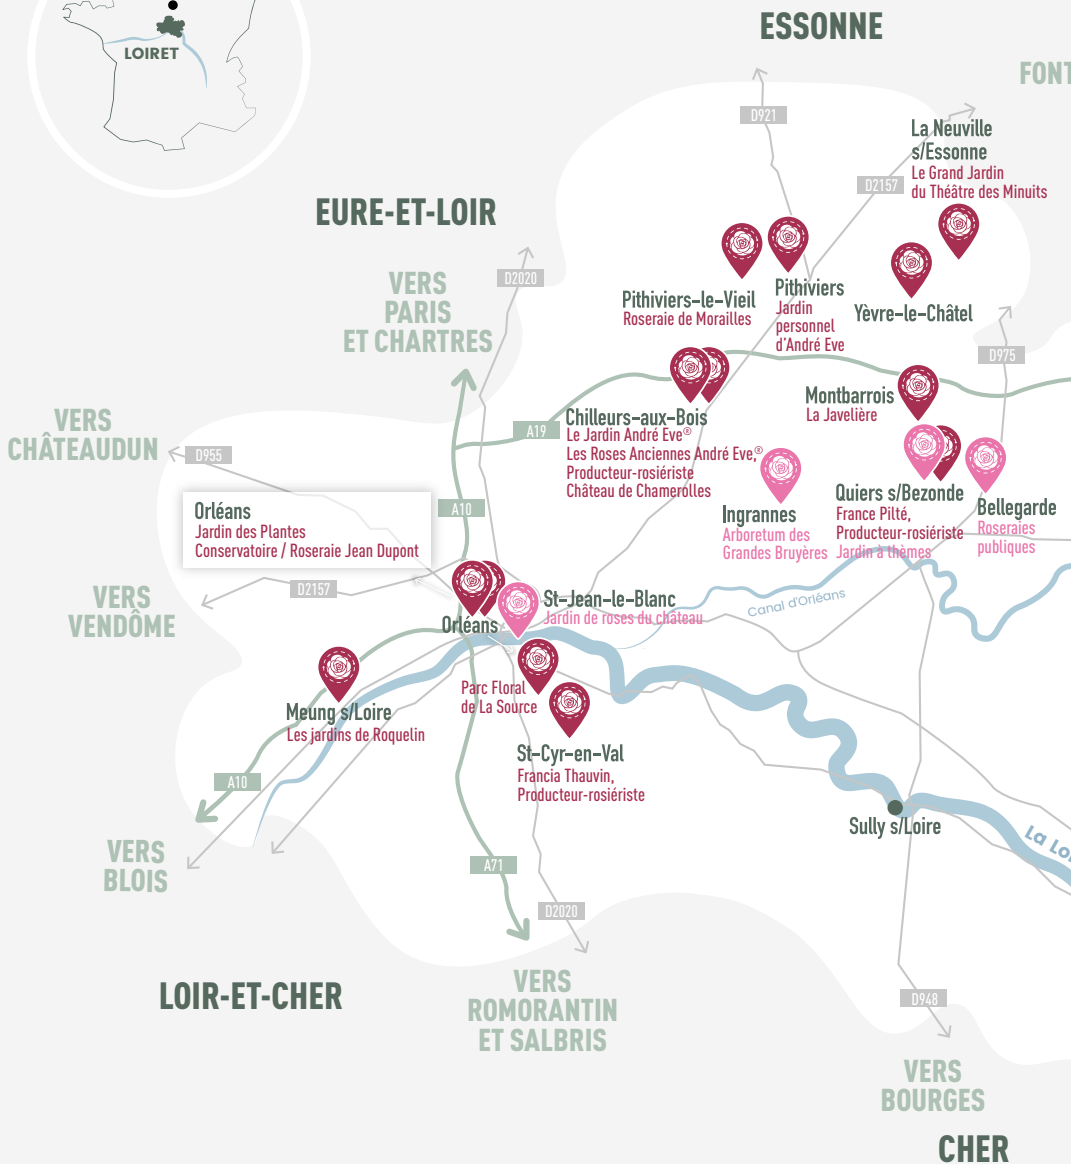 LOIRET
ESSONNE
FONT
D921
La Neuville
s/Essonne
Le Grand Jardin
du Théâtre des Minuits
D2157
EURE-ET-LOIR
D2020
VERS
PARIS
ET CHARTRES
Pithiviers-le-Vieil
Roseraie de Morailles
Pithiviers
Jardin
personnel
d'André Eve
Yèvre-le-Châtel
D975
Montbarrois
La Javelière
VERS
CHÂTEAUDUN
D955
A19
Chilleurs-aux-Bois
Le Jardin André Eve®
Les Roses Anciennes André Eve,®
Producteur-rosiériste
Château de Chamerolles
Ingrannes
Arboretum des
Grandes Bruyères
Quiers s/Bezonde
France Pilté,
Producteur-rosiériste
Jardin à thèmes
Bellegarde
Roseraies
publiques
Orléans
Jardin des Plantes
Conservatoire / Roseraie Jean Dupont
A10
D2157
VERS
VENDÔME
Orléans
St-Jean-le-Blanc
Jardin de roses du château
Canal d'Orléans
Parc Floral
de La Source
Meung s/Loire
Les jardins de Roquelin
St-Cyr-en-Val
Francia Thauvin,
Producteur-rosiériste
A10
VERS
BLOIS
Sully s/Loire
La Loi
A71
D2020
LOIR-ET-CHER
VERS
ROMORANTIN
ET SALBRIS
D948
VERS
BOURGES
CHER